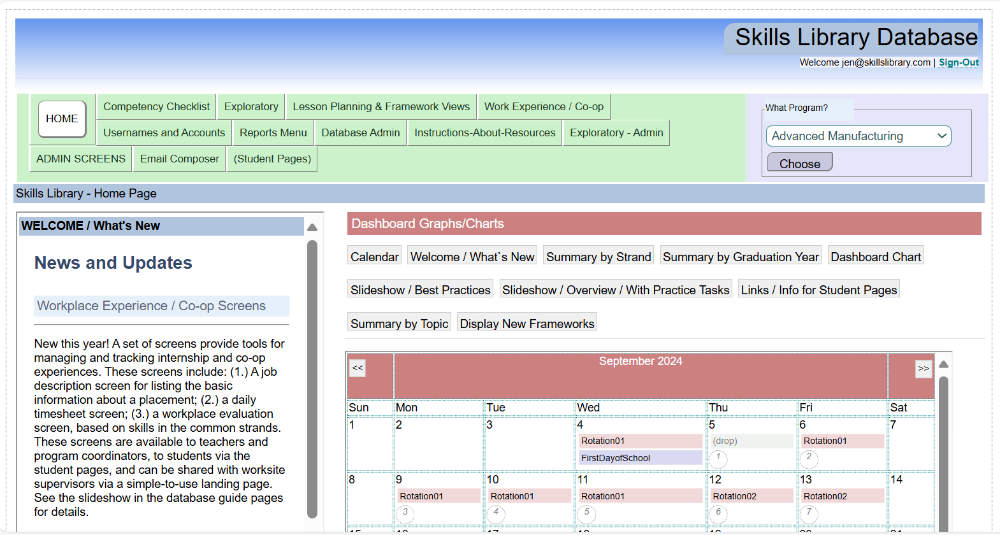 Skills Library Database
Welcome jen@skillslibrary.com | Sign-Out
HOME
Competency Checklist
Exploratory
Lesson Planning & Framework Views
Work Experience / Co-op
Usernames and Accounts
Reports Menu
Database Admin
Instructions-About-Resources
Exploratory - Admin
ADMIN SCREENS
Email Composer
(Student Pages)
What Program?
Advanced Manufacturing
Choose
Skills Library - Home Page
WELCOME / What's New
News and Updates
Workplace Experience / Co-op Screens
New this year! A set of screens provide tools for
managing and tracking internship and co-op
experiences. These screens include: (1.) A job
description screen for listing the basic
information about a placement; (2.) a daily
timesheet screen; (3.) a workplace evaluation
screen, based on skills in the common strands.
These screens are available to teachers and
program coordinators, to students via the
student pages, and can be shared with worksite
supervisors via a simple-to-use landing page.
See the slideshow in the database guide pages
for details.
Dashboard Graphs/Charts
Calendar
Welcome / What`s New
Summary by Strand
Summary by Graduation Year
Dashboard Chart
Slideshow / Best Practices
Slideshow / Overview / With Practice Tasks
Links / Info for Student Pages
Summary by Topic
Display New Frameworks
<<
September 2024
>>
Sun Mon Tue Wed Thu Fri Sat
1 2 3 4 5 6 7
Rotation01 (drop) Rotation01
FirstDayofSchool 1 2
8 9 10 11 12 13 14
Rotation01 Rotation01 Rotation01 Rotation02 Rotation02
3 4 5 6 7